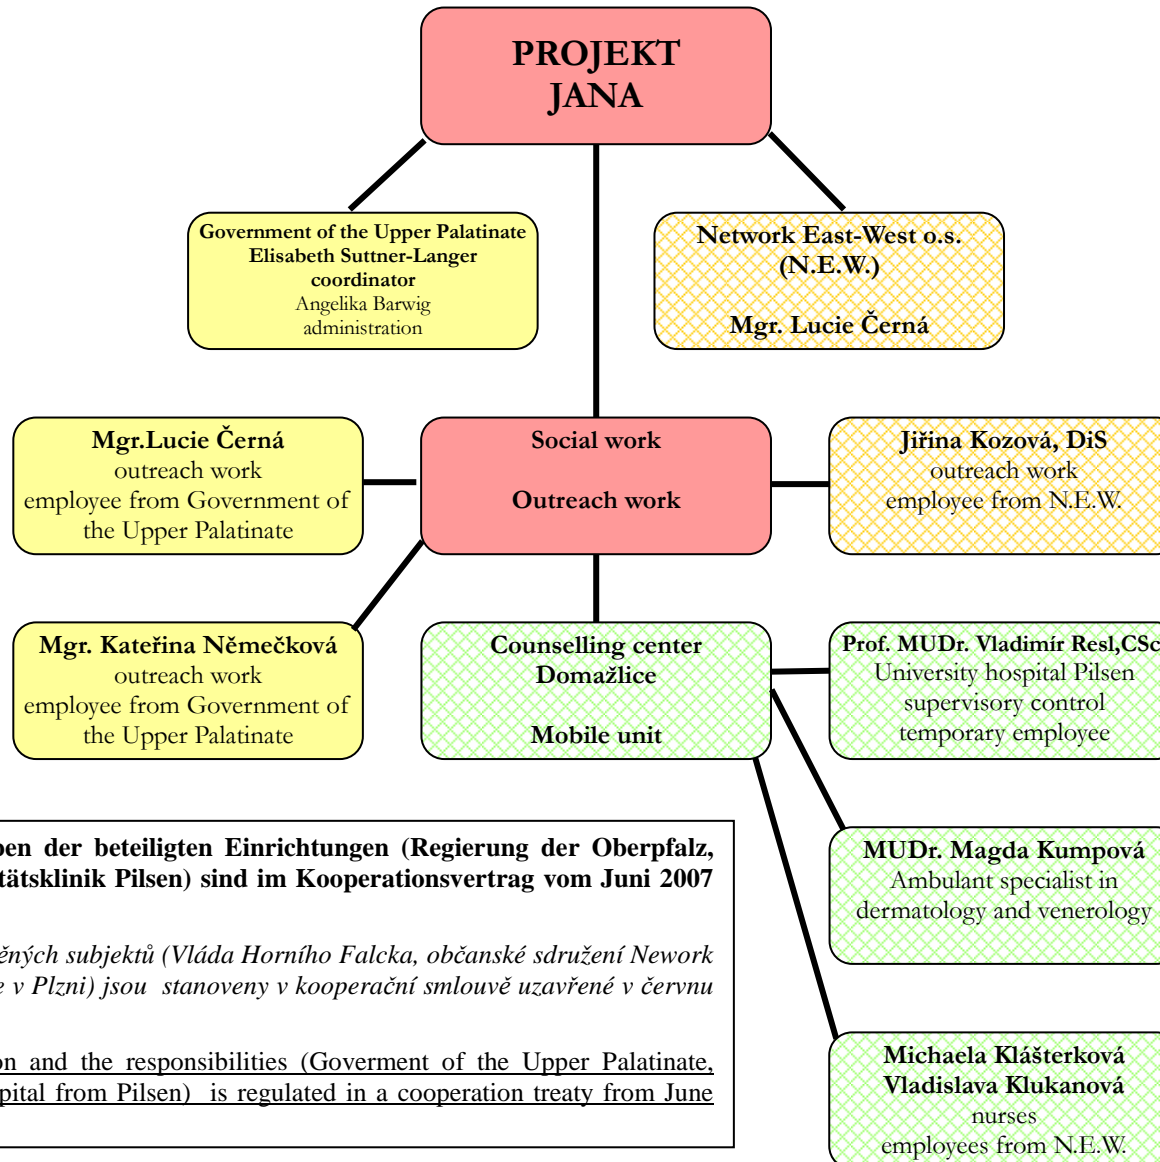 PROJEKT
JANA
Government of the Upper Palatinate
Elisabeth Suttner-Langer
coordinator
Angelika Barwig
administration
Network East-West o.s.
(N.E.W.)
Mgr. Lucie Černá
Mgr.Lucie Černá
outreach work
employee from Government of
the Upper Palatinate
Social work
Outreach work
Jiřina Kozová, DiS
outreach work
employee from N.E.W.
Mgr. Kateřina Němečková
outreach work
employee from Government of
the Upper Palatinate
Counselling center
Domažlice
Mobile unit
Prof. MUDr. Vladimír Resl,CSc
University hospital Pilsen
supervisory control
temporary employee
MUDr. Magda Kumpová
Ambulant specialist in
dermatology and venerology
Michaela Klášterková
Vladislava Klukanová
nurses
employees from N.E.W.
der beteiligten Einrichtungen (Regierung der Oberpfalz,
Pilsen) sind im Kooperationsvertrag vom Juni 2007
subjektů (Vláda Horního Falcka, občanské sdružení Nework
v Plzni) jsou stanoveny v kooperační smlouvě uzavřené v červnu
and the responsibilities (Goverment of the Upper Palatinate,
from Pilsen) is regulated in a cooperation treaty from June